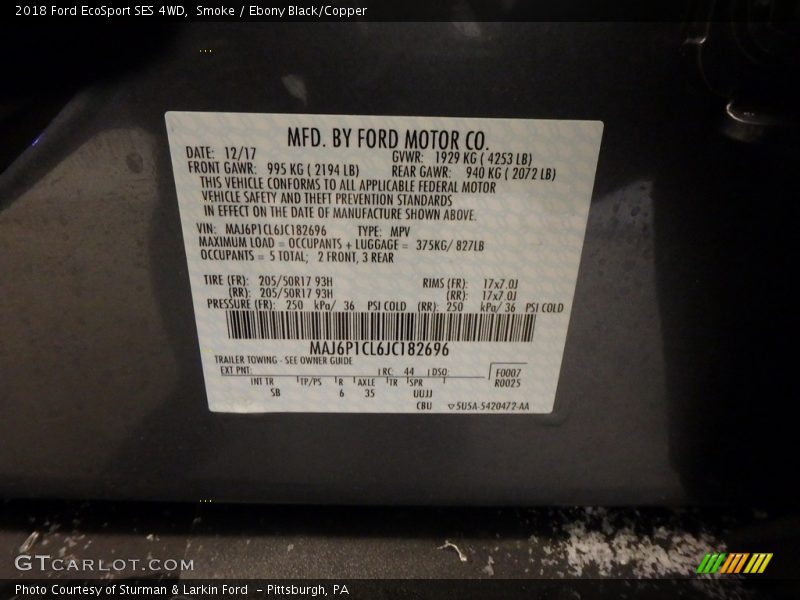 2018 Ford EcoSport SES 4WD, Smoke / Ebony Black/Copper
MFD. BY FORD MOTOR CO.
DATE: 12/17 GVWR: 1929 KG ( 4253 LB)
FRONT GAWR: 995 KG ( 2194 LB) REAR GAWR: 940 KG ( 2072 LB)
THIS VEHICLE CONFORMS TO ALL APPLICABLE FEDERAL MOTOR
VEHICLE SAFETY AND THEFT PREVENTION STANDARDS
IN EFFECT ON THE DATE OF MANUFACTURE SHOWN ABOVE.
VIN: MAJ6P1CL6JC182696 TYPE: MPV
MAXIMUM LOAD = OCCUPANTS + LUGGAGE = 375KG/ 827LB
OCCUPANTS = 5 TOTAL; 2 FRONT, 3 REAR
TIRE (FR): 205/50R17 93H RIMS (FR): 17x7.0J
(RR): 205/50R17 93H (RR): 17x7.0J
PRESSURE (FR): 250 kPa/ 36 PSI COLD (RR): 250 kPa/ 36 PSI COLD
MAJ6P1CL6JC182696
TRAILER TOWING - SEE OWNER GUIDE
EXT PNT: RC: 44 DSO: F0007
R0025
INT TR TP/PS R AXLE TR SPR
SB 6 35 UUJJ
CBU 5U5A-5420472-AA
GTcarlot.com
Photo Courtesy of Sturman & Larkin Ford - Pittsburgh, PA